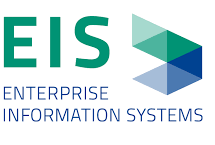 EIS
ENTERPRISE
INFORMATION SYSTEMS